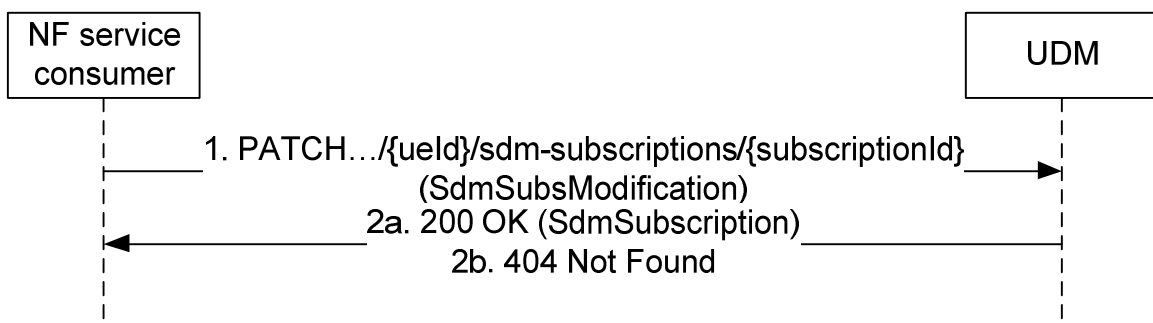 NF service
consumer
UDM
1. PATCH…/{ueId}/sdm-subscriptions/{subscriptionId}
(SdmSubsModification)
2a. 200 OK (SdmSubscription)
2b. 404 Not Found